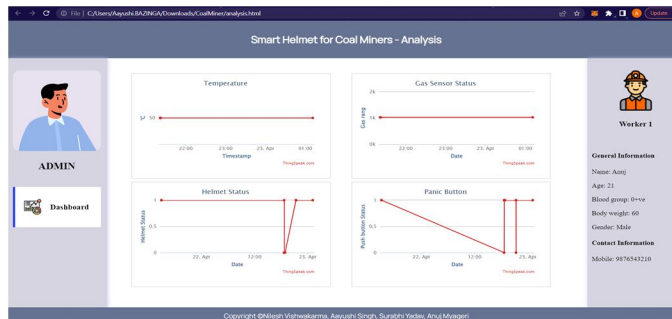 File | C:/Users/Aayushi.BAZINGA/Downloads/CoalMiner/analysis.html
Update
Smart Helmet for Coal Miners - Analysis
ADMIN
Dashboard
Temperature
°C
50
22:00 23:00 23. Apr 01:00
Timestamp
ThingSpeak.com
Gas Sensor Status
Gas rang
2k
1k
0k
22:00 23:00 23. Apr 01:00
Date
ThingSpeak.com
Helmet Status
Helmet Status
1
0.5
0
22. Apr 12:00 23. Apr
Date
ThingSpeak.com
Panic Button
Push button Status
1
0.5
0
22. Apr 12:00 23. Apr
Date
ThingSpeak.com
Worker 1
General Information
Name: Anuj
Age: 21
Blood group: 0+ve
Body weight: 60
Gender: Male
Contact Information
Mobile: 9876543210
Copyright ©Nilesh Vishwakarma, Aayushi Singh, Surabhi Yadav, Anuj Myageri